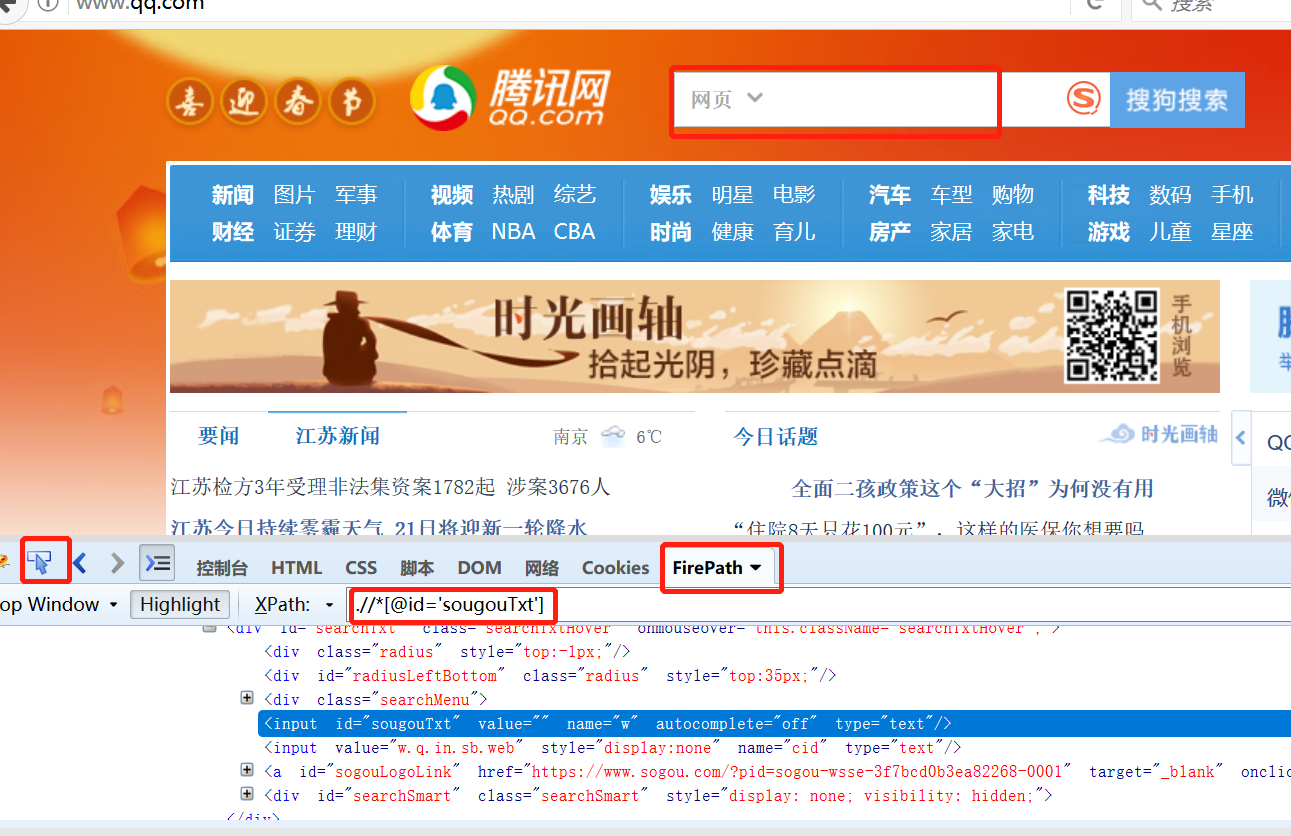 www.qq.com 搜索
喜迎春节 腾讯网 QQ.com 网页 S 搜狗搜索
新闻 图片 军事 视频 热剧 综艺 娱乐 明星 电影 汽车 车型 购物 科技 数码 手机
财经 证券 理财 体育 NBA CBA 时尚 健康 育儿 房产 家居 家电 游戏 儿童 星座
时光画轴
拾起光阴，珍藏点滴
手机浏览
要闻 江苏新闻 南京 6℃ 今日话题 时光画轴
江苏检方3年受理非法集资案1782起 涉案3676人 全面二孩政策这个“大招”为何没有用
江苏今日持续雾霾天气 21日将迎新一轮降水 “住院8天只花100元”，这样的医保你想要吗
控制台 HTML CSS 脚本 DOM 网络 Cookies FirePath
op Window Highlight XPath: .//*[@id='sougouTxt']
<div id="searchTxt" class="searchTxtHover" onmouseover="this.className='searchTxtHover';">
<div class="radius" style="top:-1px;"/>
<div id="radiusLeftBottom" class="radius" style="top:35px;"/>
<div class="searchMenu">
<input id="sougouTxt" value="" name="w" autocomplete="off" type="text"/>
<input value="w.q.in.sb.web" style="display:none" name="cid" type="text"/>
<a id="sogouLogoLink" href="https://www.sogou.com/?pid=sogou-wsse-3f7bcd0b3ea82268-0001" target="_blank" onclic
<div id="searchSmart" class="searchSmart" style="display: none; visibility: hidden;">
</div>